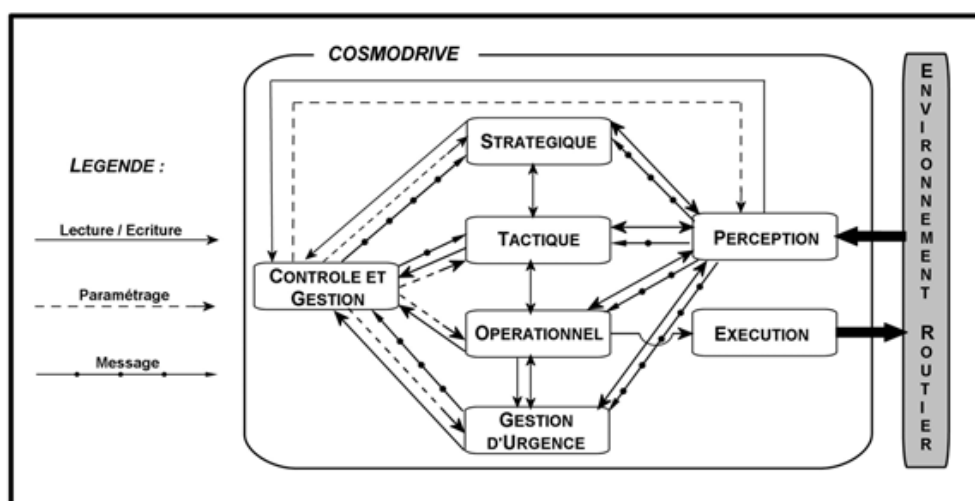 COSMODRIVE
LEGENDE :
Lecture / Ecriture
Paramétrage
Message
STRATEGIQUE
TACTIQUE
PERCEPTION
CONTROLE ET
GESTION
OPERATIONNEL
EXECUTION
GESTION
D'URGENCE
ENVIRONNEMENT ROUTIER